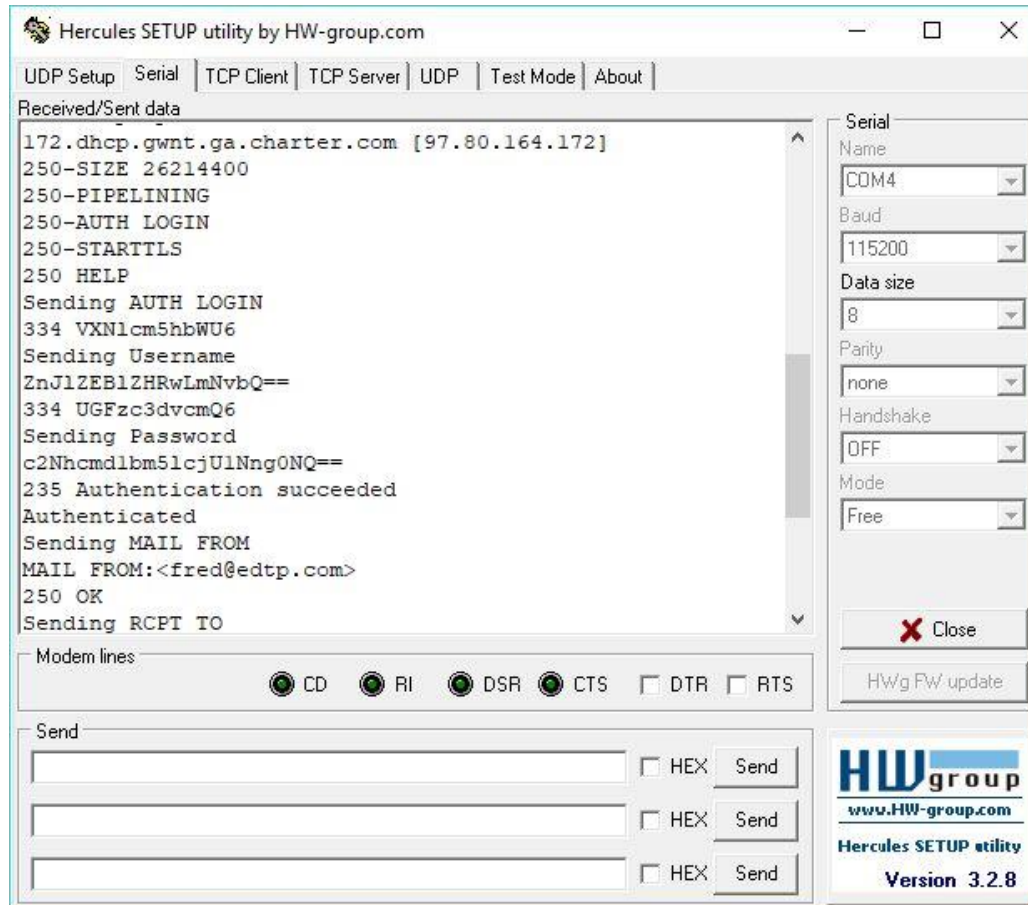 Hercules SETUP utility by HW-group.com
UDP Setup Serial TCP Client TCP Server UDP Test Mode About
Received/Sent data
172.dhcp.gwnt.ga.charter.com [97.80.164.172]
250-SIZE 26214400
250-PIPELINING
250-AUTH LOGIN
250-STARTTLS
250 HELP
Sending AUTH LOGIN
334 VXNlcm5hbWU6
Sending Username
ZnJlZEBlZHRwLmNvbQ==
334 UGFzc3dvcmQ6
Sending Password
c2Nhcmdlbm5lcjU1Nng0NQ==
235 Authentication succeeded
Authenticated
Sending MAIL FROM
MAIL FROM:<fred@edtp.com>
250 OK
Sending RCPT TO
Serial
Name
COM4
Baud
115200
Data size
8
Parity
none
Handshake
OFF
Mode
Free
Close
HWg FW update
Modem lines
CD RI DSR CTS DTR RTS
Send
HEX Send
HEX Send
HEX Send
HW group
www.HW-group.com
Hercules SETUP utility
Version 3.2.8